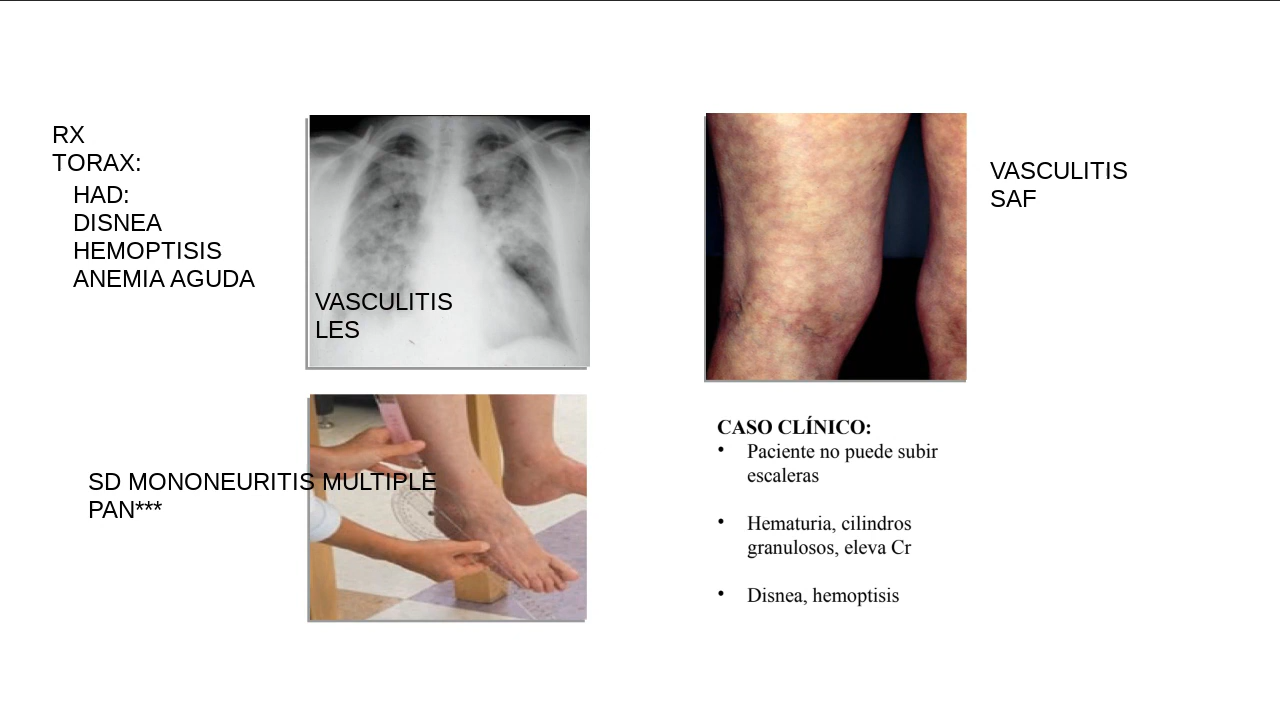 RX
TORAX:
HAD:
DISNEA
HEMOPTISIS
ANEMIA AGUDA
VASCULITIS
LES
VASCULITIS
SAF
SD MONONEURITIS MULTIPLE
PAN***
CASO CLÍNICO:
• Paciente no puede subir
escaleras
• Hematuria, cilindros
granulosos, eleva Cr
• Disnea, hemoptisis